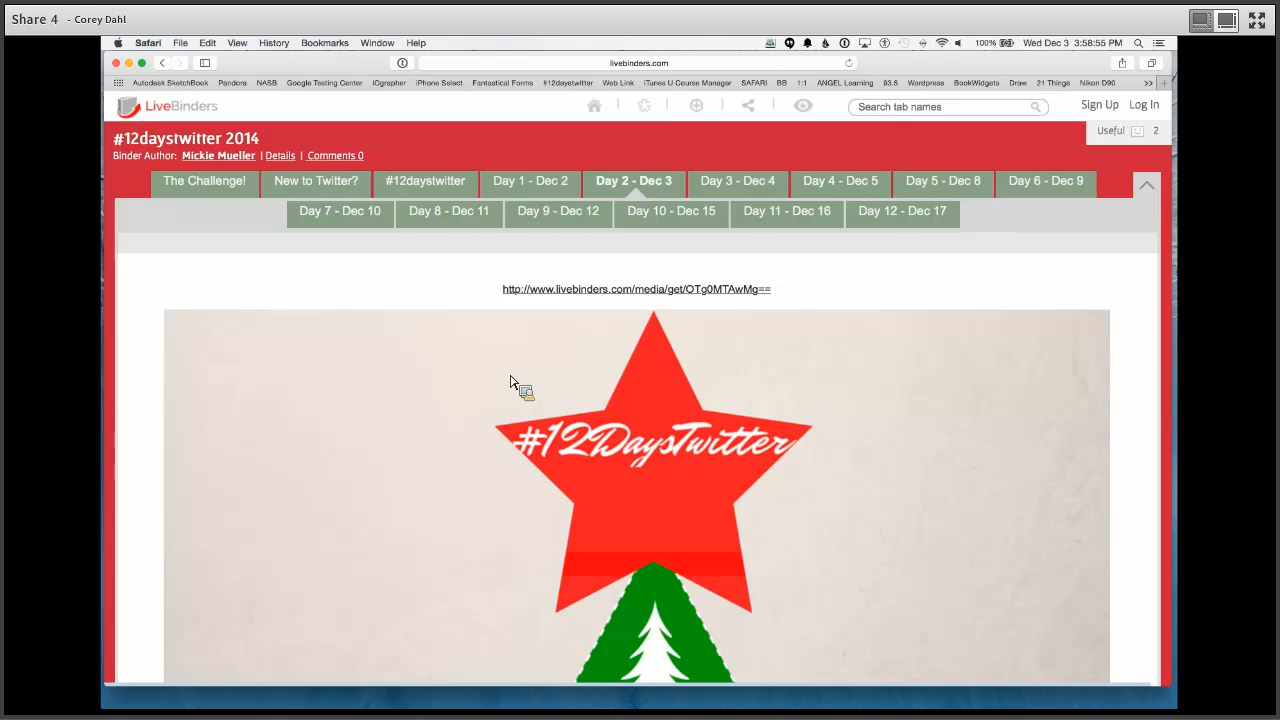 Share 4 - Corey Dahl
Safari File Edit View History Bookmarks Window Help 100% Wed Dec 3 3:58:55 PM
livebinders.com
Autodesk SketchBook Pandora NASB Google Testing Center iOgrapher iPhone Select Fantastical Forms #12daystwitter Web Link iTunes U Course Manager SAFARI BB 1:1 ANGEL Learning 93.5 Wordpress BookWidgets Draw 21 Things Nikon D90 >>
LiveBinders Search tab names Sign Up Log In
Useful 2
#12daystwitter 2014
Binder Author: Mickie Mueller | Details | Comments 0
The Challenge! New to Twitter? #12daystwitter Day 1 - Dec 2 Day 2 - Dec 3 Day 3 - Dec 4 Day 4 - Dec 5 Day 5 - Dec 8 Day 6 - Dec 9
Day 7 - Dec 10 Day 8 - Dec 11 Day 9 - Dec 12 Day 10 - Dec 15 Day 11 - Dec 16 Day 12 - Dec 17
http://www.livebinders.com/media/get/OTg0MTAwMg==
#12DaysTwitter